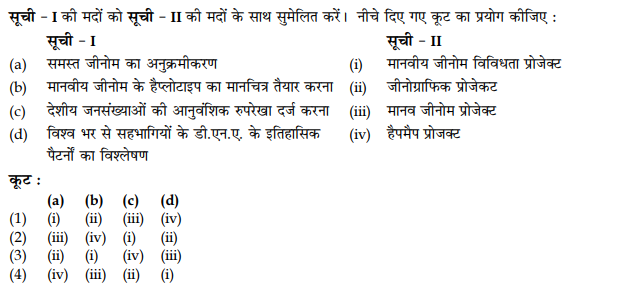 सूची - I की मदों को सूची - II की मदों के साथ सुमेलित करें। नीचे दिए गए कूट का प्रयोग कीजिए :
सूची - I सूची - II
(a) समस्त जीनोम का अनुक्रमीकरण (i) मानवीय जीनोम विविधता प्रोजेक्ट
(b) मानवीय जीनोम के हैप्लोटाइप का मानचित्र तैयार करना (ii) जीनोग्राफिक प्रोजेकट
(c) देशीय जनसंख्याओं की आनुवंशिक रुपरेखा दर्ज करना (iii) मानव जीनोम प्रोजेक्ट
(d) विश्व भर से सहभागियों के डी.एन.ए. के इतिहासिक (iv) हैपमैप प्रोजक्ट
पैटर्नों का विश्लेषण
कूट :
(a) (b) (c) (d)
(1) (i) (ii) (iii) (iv)
(2) (iii) (iv) (i) (ii)
(3) (ii) (i) (iv) (iii)
(4) (iv) (iii) (ii) (i)